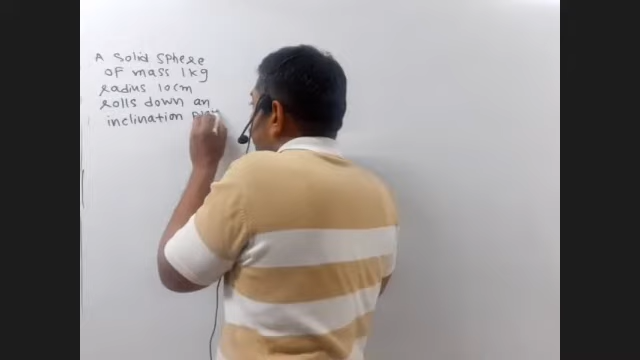 A solid sphere
of mass 1kg
radius 10cm
rolls down an
inclination